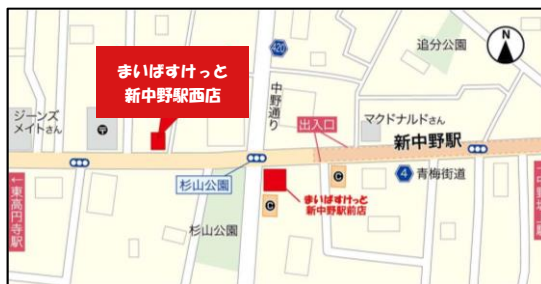 追分公園
N
420
まいばすけっと
新中野駅西店
中野通り
ジーンズ
メイトさん
〒
マクドナルドさん
出入口
新中野駅
杉山公園
4
青梅街道
C
まいばすけっと
新中野駅前店
C
杉山公園
←東高円寺駅